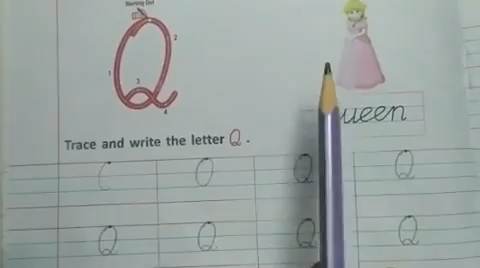 Starting Dot
1
2
3
4
ueen
Trace and write the letter Q.
C O Q Q
Q Q Q Q